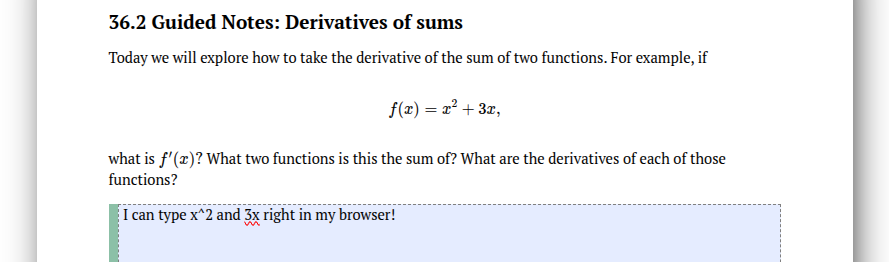 36.2 Guided Notes: Derivatives of sums
Today we will explore how to take the derivative of the sum of two functions. For example, if
f(x) = x² + 3x,
what is f′(x)? What two functions is this the sum of? What are the derivatives of each of those
functions?
I can type x^2 and 3x right in my browser!